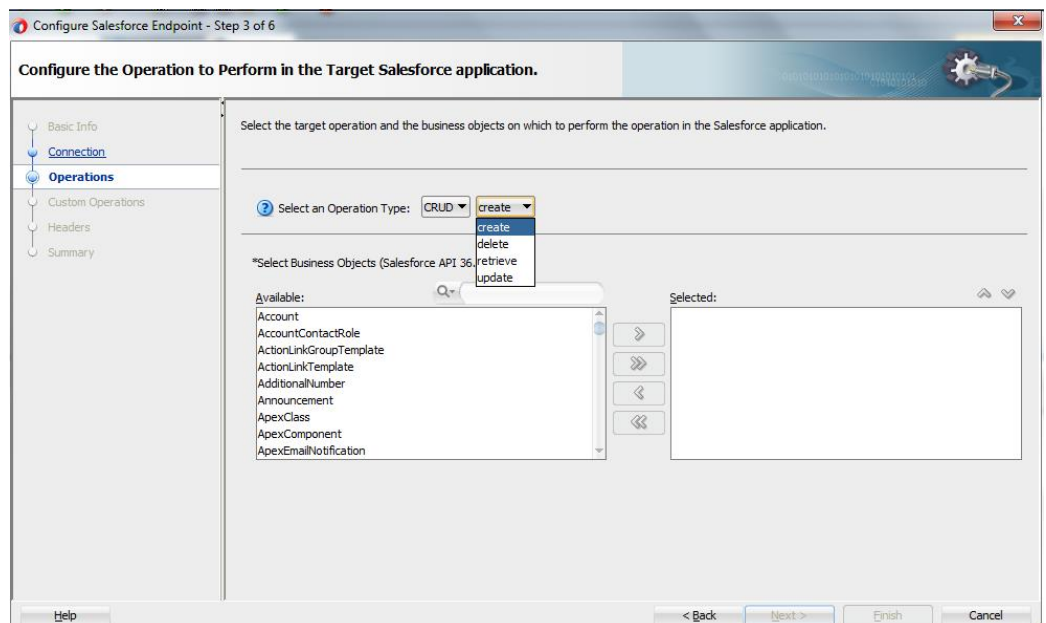 Configure Salesforce Endpoint - Step 3 of 6
x
Configure the Operation to Perform in the Target Salesforce application.
Basic Info
Connection
Operations
Custom Operations
Headers
Summary
Select the target operation and the business objects on which to perform the operation in the Salesforce application.
? Select an Operation Type: CRUD create
create
delete
retrieve
update
*Select Business Objects (Salesforce API 36.
Available:
Account
AccountContactRole
ActionLinkGroupTemplate
ActionLinkTemplate
AdditionalNumber
Announcement
ApexClass
ApexComponent
ApexEmailNotification
Selected:
Help
< Back
Next >
Finish
Cancel